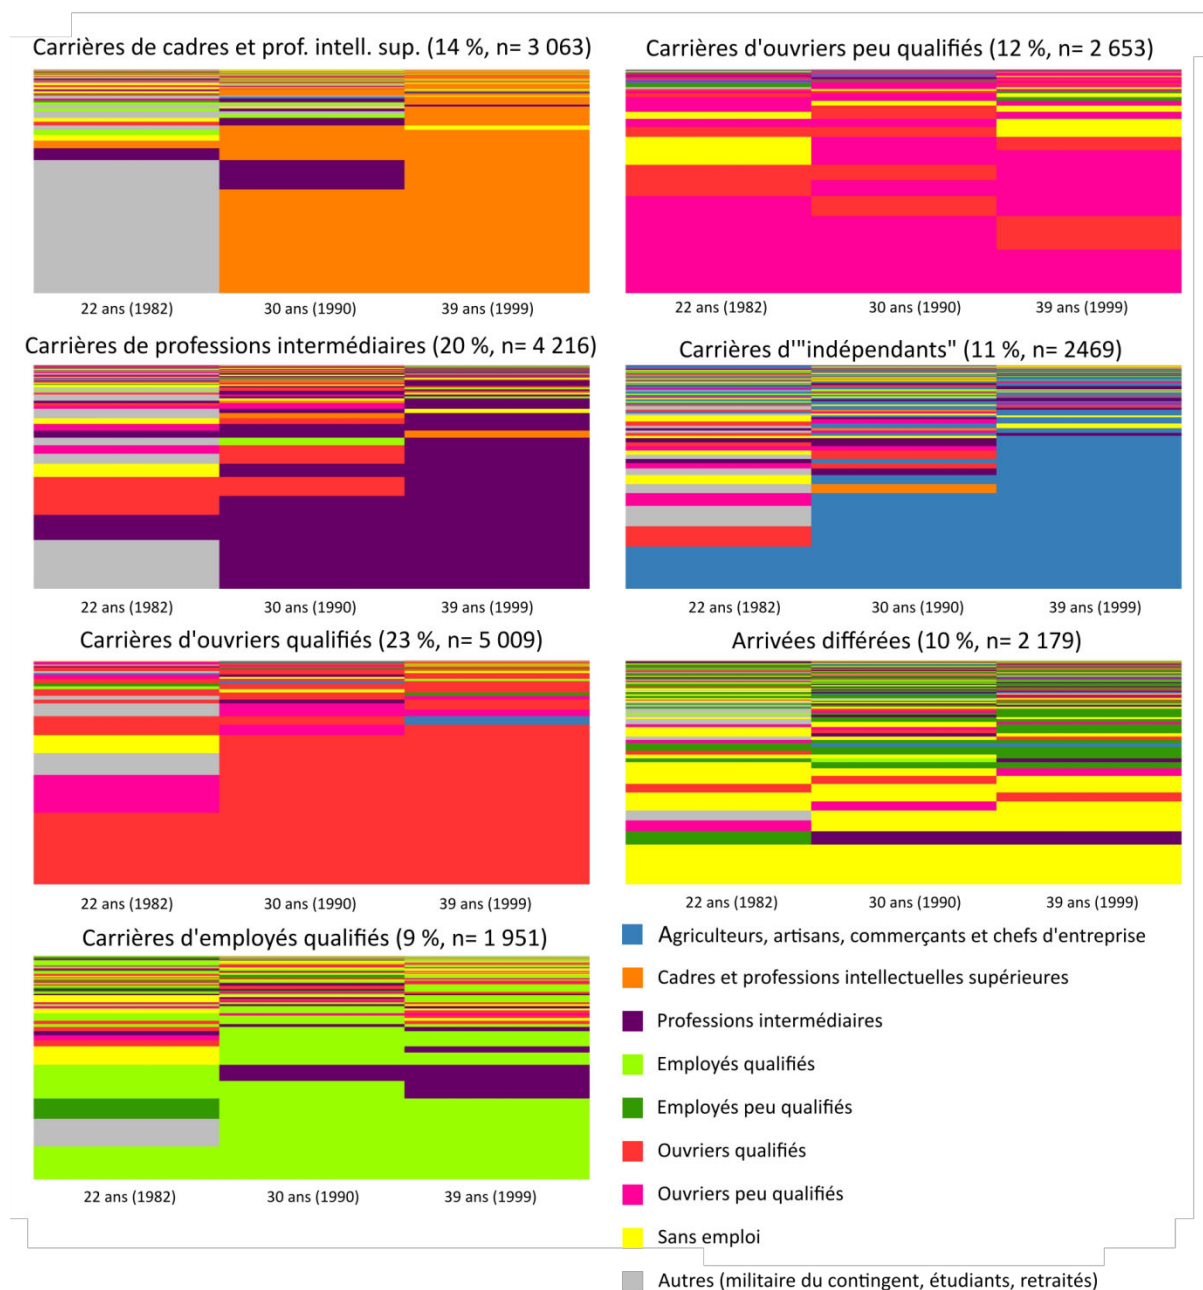 Carrières de cadres et prof. intell. sup. (14 %, n= 3 063)
22 ans (1982)
30 ans (1990)
39 ans (1999)
Carrières d'ouvriers peu qualifiés (12 %, n= 2 653)
22 ans (1982)
30 ans (1990)
39 ans (1999)
Carrières de professions intermédiaires (20 %, n= 4 216)
22 ans (1982)
30 ans (1990)
39 ans (1999)
Carrières d'"indépendants" (11 %, n= 2469)
22 ans (1982)
30 ans (1990)
39 ans (1999)
Carrières d'ouvriers qualifiés (23 %, n= 5 009)
22 ans (1982)
30 ans (1990)
39 ans (1999)
Arrivées différées (10 %, n= 2 179)
22 ans (1982)
30 ans (1990)
39 ans (1999)
Carrières d'employés qualifiés (9 %, n= 1 951)
22 ans (1982)
30 ans (1990)
39 ans (1999)
Agriculteurs, artisans, commerçants et chefs d'entreprise
Cadres et professions intellectuelles supérieures
Professions intermédiaires
Employés qualifiés
Employés peu qualifiés
Ouvriers qualifiés
Ouvriers peu qualifiés
Sans emploi
Autres (militaire du contingent, étudiants, retraités)